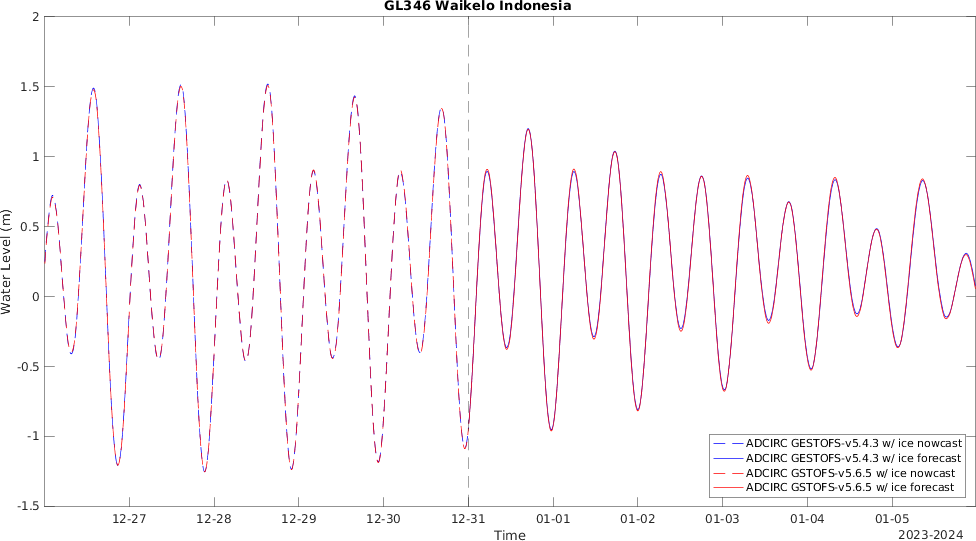 GL346 Waikelo Indonesia
2
1.5
1
0.5
0
-0.5
-1
-1.5
Water Level (m)
12-27 12-28 12-29 12-30 12-31 01-01 01-02 01-03 01-04 01-05
Time
2023-2024
ADCIRC GESTOFS-v5.4.3 w/ ice nowcast
ADCIRC GESTOFS-v5.4.3 w/ ice forecast
ADCIRC GSTOFS-v5.6.5 w/ ice nowcast
ADCIRC GSTOFS-v5.6.5 w/ ice forecast